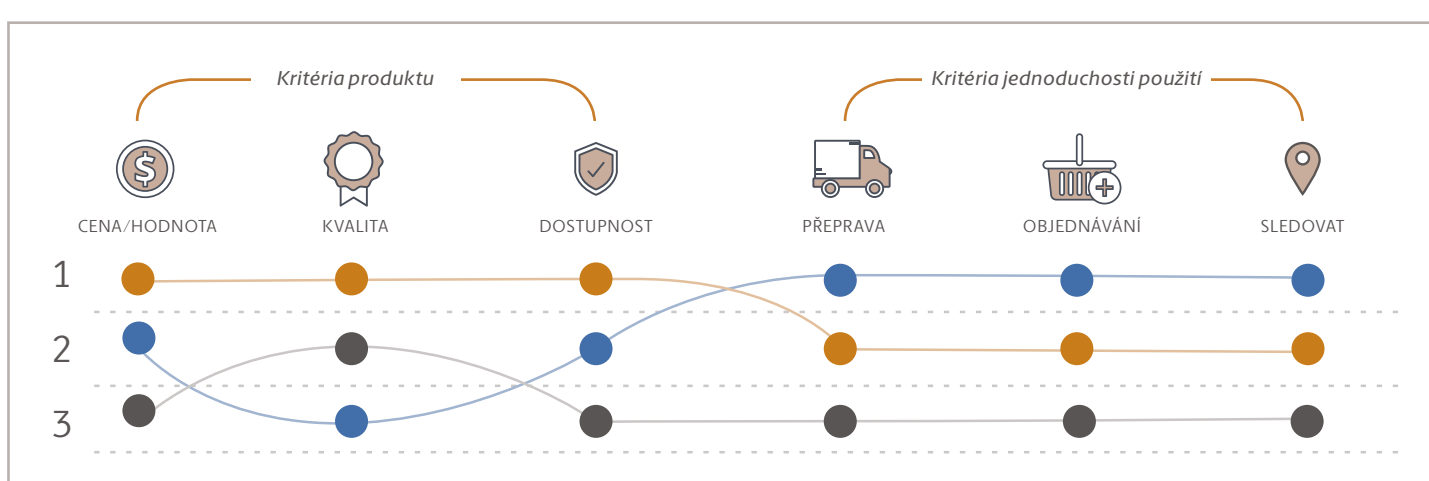 Kritéria produktu
Kritéria jednoduchosti použití
$
CENA/HODNOTA
KVALITA
DOSTUPNOST
PŘEPRAVA
OBJEDNÁVÁNÍ
SLEDOVAT
1
2
3